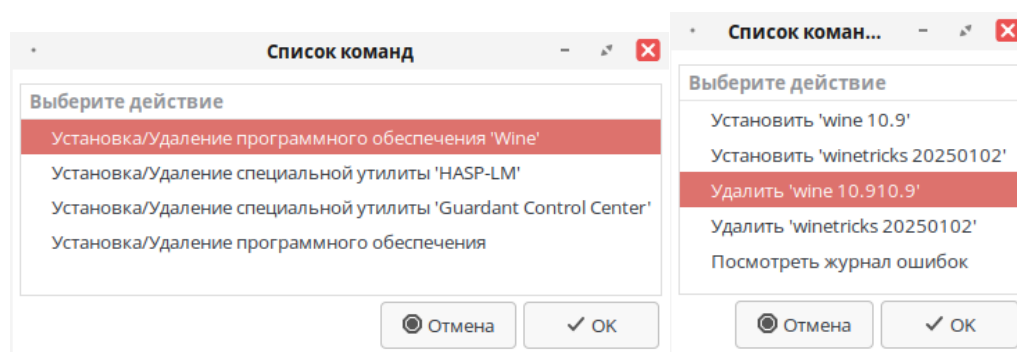 Список команд
Выберите действие
Установка/Удаление программного обеспечения 'Wine'
Установка/Удаление специальной утилиты 'HASP-LM'
Установка/Удаление специальной утилиты 'Guardant Control Center'
Установка/Удаление программного обеспечения
Отмена
OK
Список коман...
Выберите действие
Установить 'wine 10.9'
Установить 'winetricks 20250102'
Удалить 'wine 10.910.9'
Удалить 'winetricks 20250102'
Посмотреть журнал ошибок
Отмена
OK